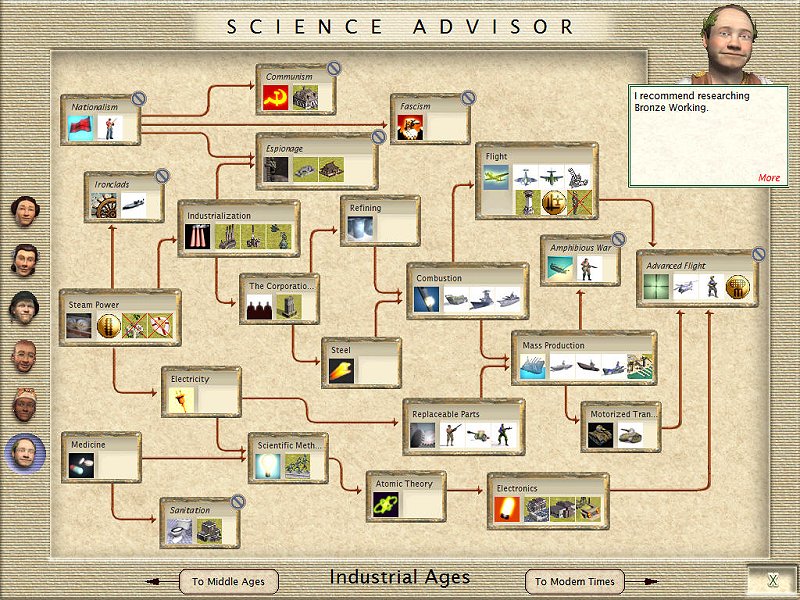 SCIENCE ADVISOR
I recommend researching
Bronze Working.
More
Communism
Nationalism
Fascism
Espionage
Flight
Ironclads
Industrialization
Refining
Amphibious War
Advanced Flight
The Corporatio...
Combustion
Steam Power
Steel
Mass Production
Electricity
Replaceable Parts
Motorized Tran...
Medicine
Scientific Meth...
Atomic Theory
Electronics
Sanitation
To Middle Ages
Industrial Ages
To Modern Times
X